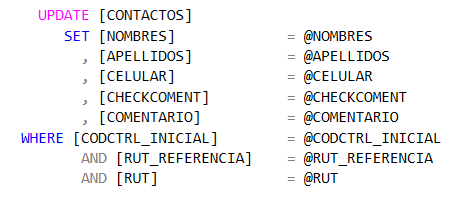 UPDATE [CONTACTOS]
SET [NOMBRES] = @NOMBRES
, [APELLIDOS] = @APELLIDOS
, [CELULAR] = @CELULAR
, [CHECKCOMENT] = @CHECKCOMENT
, [COMENTARIO] = @COMENTARIO
WHERE [CODCTRL_INICIAL] = @CODCTRL_INICIAL
AND [RUT_REFERENCIA] = @RUT_REFERENCIA
AND [RUT] = @RUT